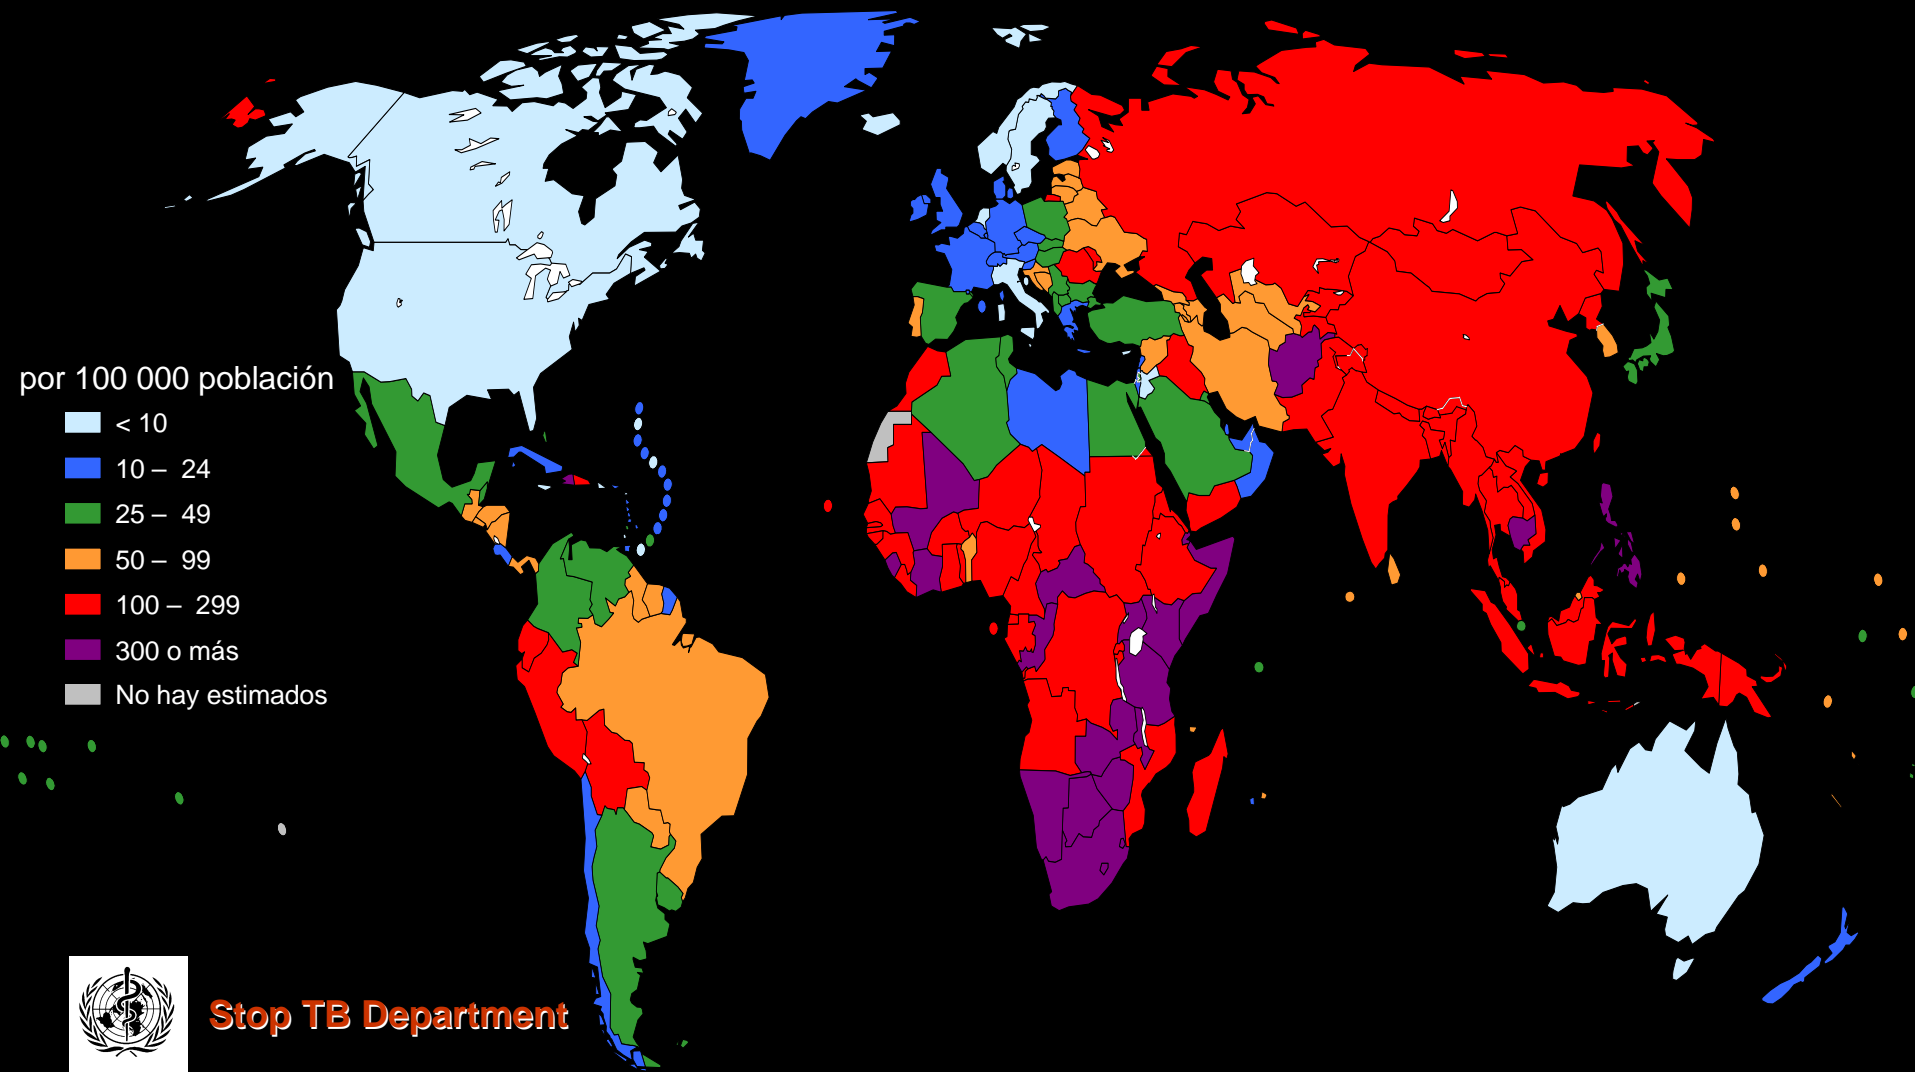 por 100 000 población
< 10
10 – 24
25 – 49
50 – 99
100 – 299
300 o más
No hay estimados
Stop TB Department